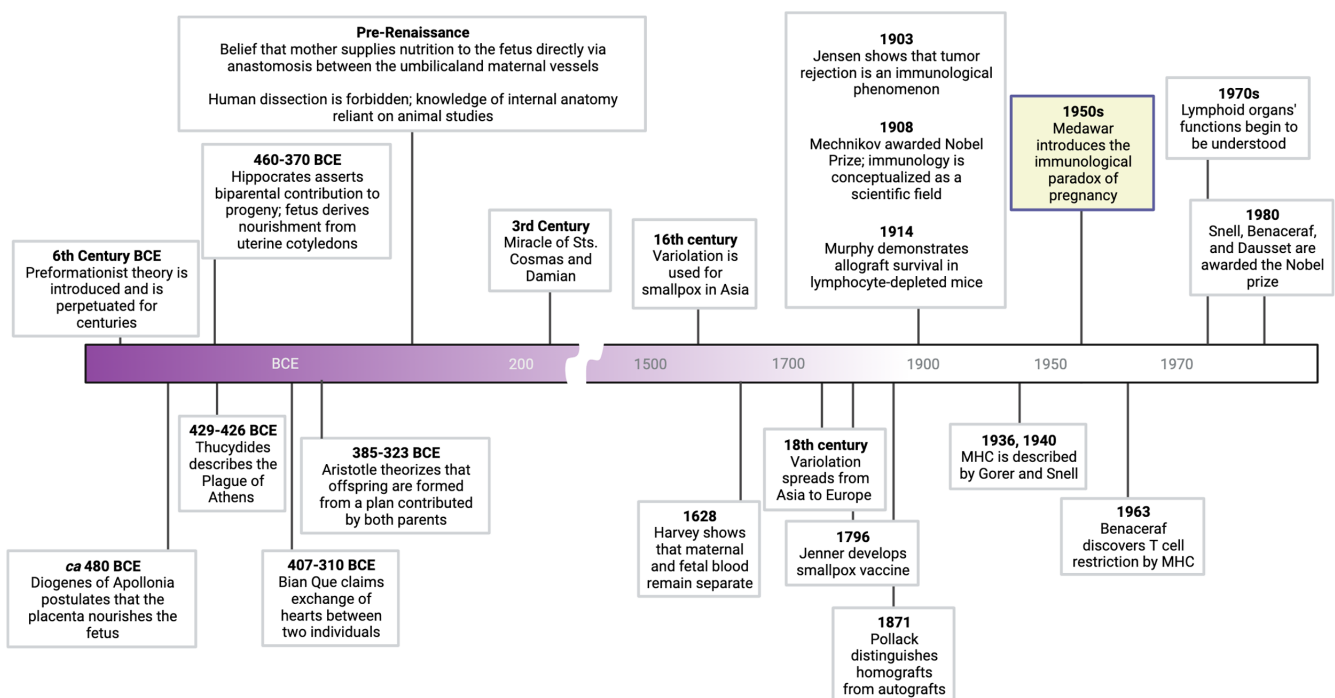 Pre-Renaissance
Belief that mother supplies nutrition to the fetus directly via
anastomosis between the umbilicaland maternal vessels
Human dissection is forbidden; knowledge of internal anatomy
reliant on animal studies
460-370 BCE
Hippocrates asserts
biparental contribution to
progeny; fetus derives
nourishment from
uterine cotyledons
6th Century BCE
Preformationist theory is
introduced and is
perpetuated for
centuries
3rd Century
Miracle of Sts.
Cosmas and
Damian
16th century
Variolation is
used for
smallpox in Asia
1903
Jensen shows that tumor
rejection is an immunological
phenomenon
1908
Mechnikov awarded Nobel
Prize; immunology is
conceptualized as a
scientific field
1914
Murphy demonstrates
allograft survival in
lymphocyte-depleted mice
1950s
Medawar
introduces the
immunological
paradox of
pregnancy
1970s
Lymphoid organs'
functions begin to
be understood
1980
Snell, Benaceraf,
and Dausset are
awarded the Nobel
prize
BCE
200
1500
1700
1900
1950
1970
ca 480 BCE
Diogenes of Apollonia
postulates that the
placenta nourishes the
fetus
429-426 BCE
Thucydides
describes the
Plague of
Athens
407-310 BCE
Bian Que claims
exchange of
hearts between
two individuals
385-323 BCE
Aristotle theorizes that
offspring are formed
from a plan contributed
by both parents
1628
Harvey shows
that maternal
and fetal blood
remain separate
18th century
Variolation
spreads from
Asia to Europe
1796
Jenner develops
smallpox vaccine
1871
Pollack
distinguishes
homografts
from autografts
1936, 1940
MHC is described
by Gorer and Snell
1963
Benaceraf
discovers T cell
restriction by MHC